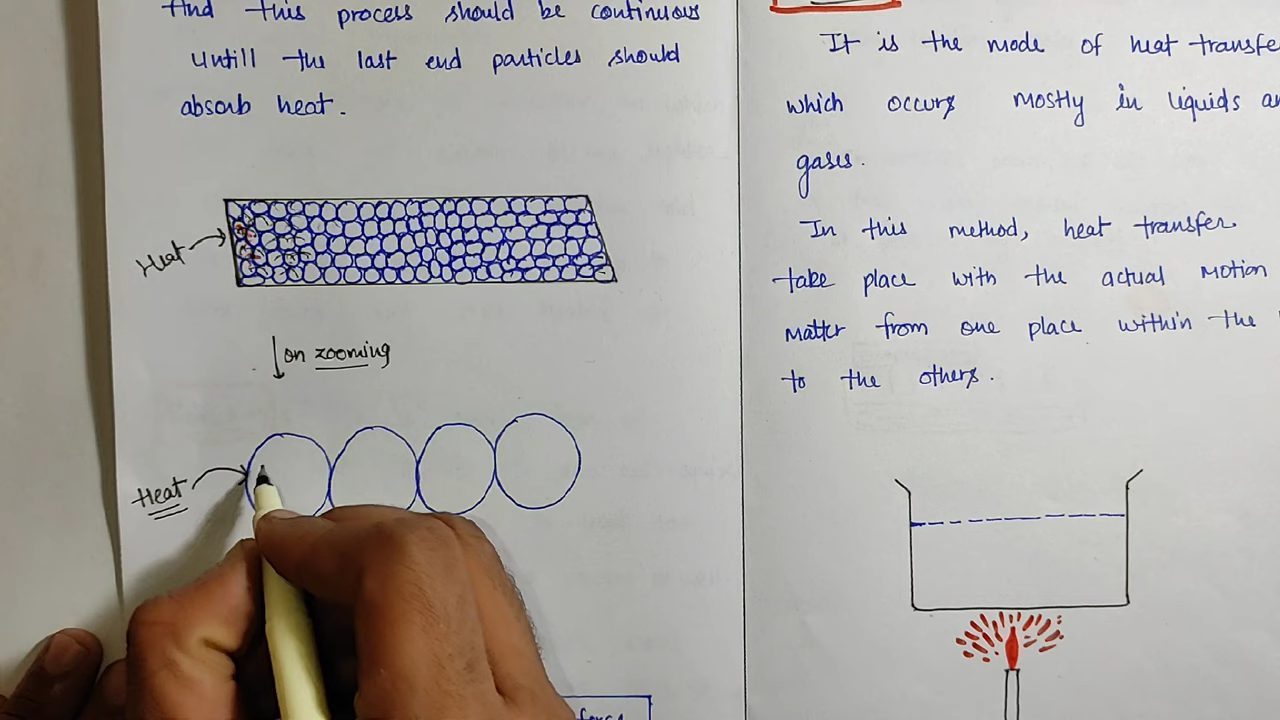 And this process should be continuous
Untill the last end particles should
absorb heat.
Heat
on zooming
Heat
It is the mode of heat transfe
which occurs mostly in liquids an
gases.
In this method, heat transfer
take place with the actual motion
matter from one place within the
to the others.